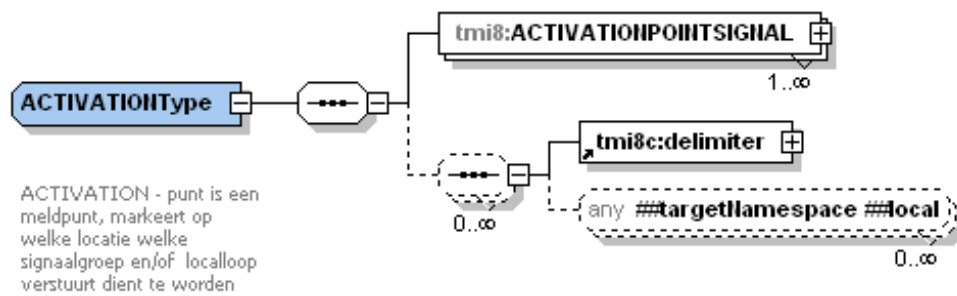 tmi8:ACTIVATIONPOINTSIGNAL
1..∞
ACTIVATIONType
tmi8c:delimiter
0..∞
any ##targetNamespace ##local
0..∞
ACTIVATION - punt is een
meldpunt, markeert op
welke locatie welke
signaalgroep en/of localloop
verstuurt dient te worden